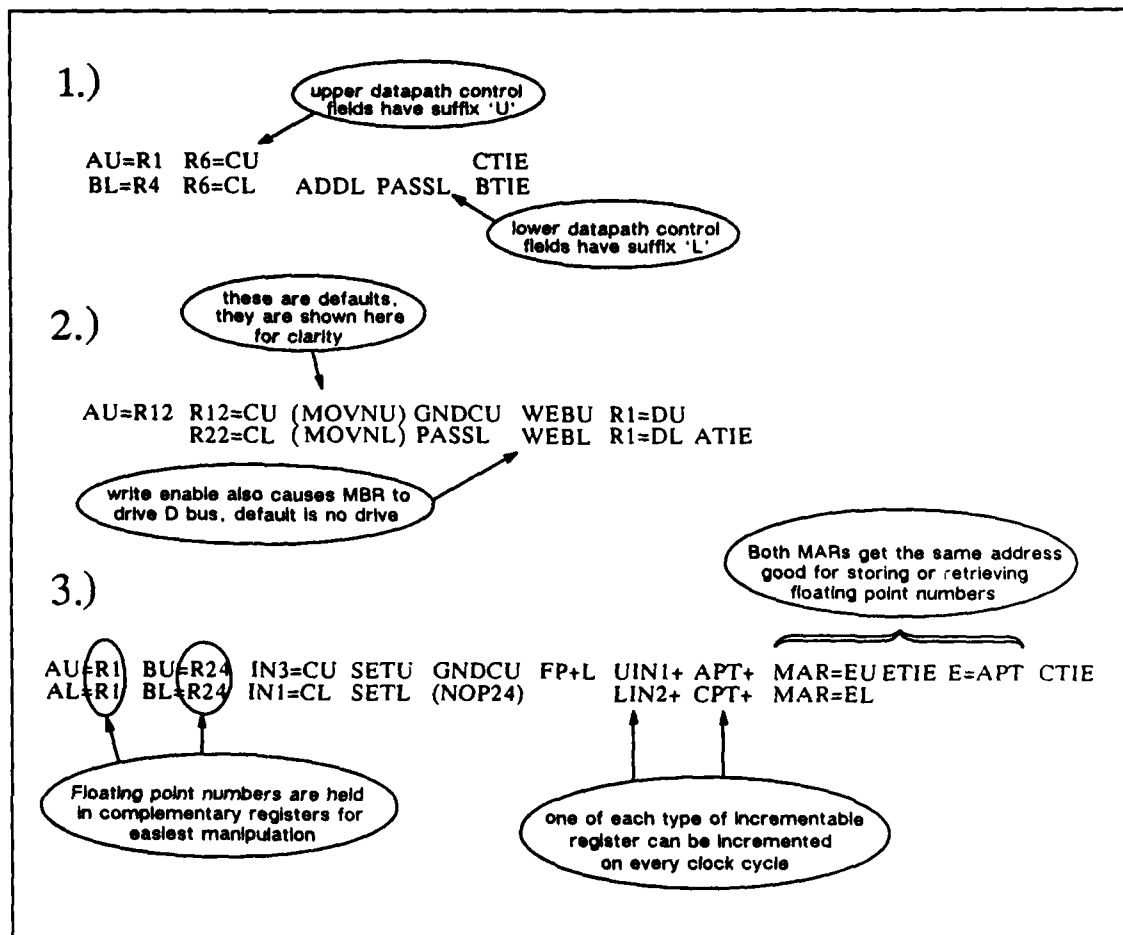 1.)
upper datapath control
fields have suffix 'U'
AU=R1 R6=CU CTIE
BL=R4 R6=CL ADDL PASSL BTIE
lower datapath control
fields have suffix 'L'
these are defaults,
they are shown here
for clarity
2.)
AU=R12 R12=CU (MOVNU) GNDCU WEBU R1=DU
R22=CL (MOVNL) PASSL WEBL R1=DL ATIE
write enable also causes MBR to
drive D bus, default is no drive
Both MARs get the same address
good for storing or retrieving
floating point numbers
3.)
AU=R1 BU=R24 IN3=CU SETU GNDCU FP+L UIN1+ APT+ MAR=EU ETIE E=APT CTIE
AL=R1 BL=R24 IN1=CL SETL (NOP24) LIN2+ CPT+ MAR=EL
Floating point numbers are held
in complementary registers for
easiest manipulation
one of each type of incrementable
register can be incremented
on every clock cycle